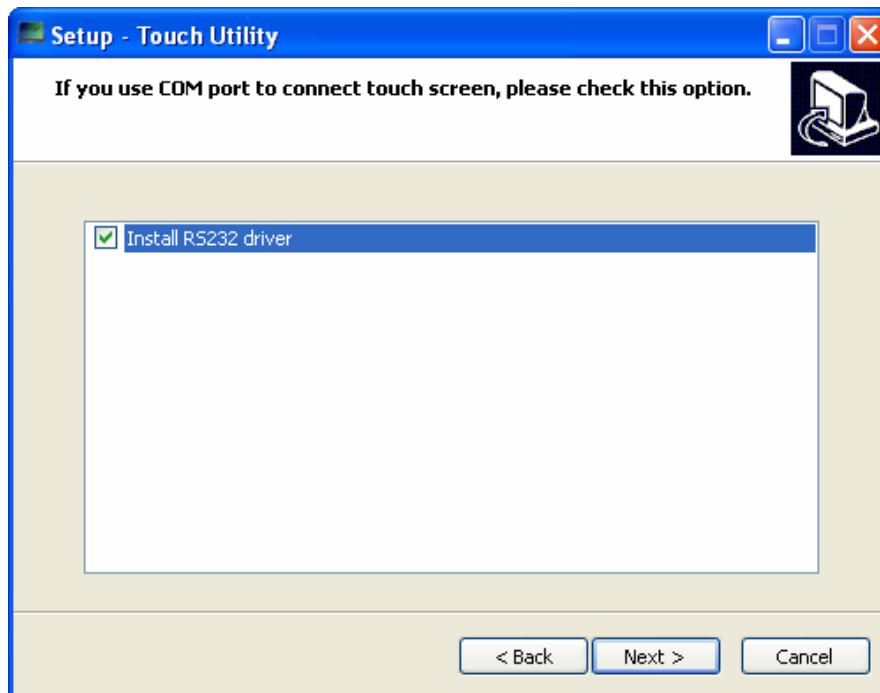 Setup - Touch Utility
If you use COM port to connect touch screen, please check this option.
Install RS232 driver
< Back
Next >
Cancel